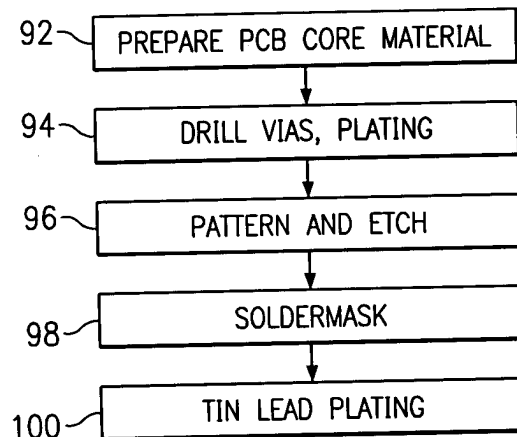 92 PREPARE PCB CORE MATERIAL
94 DRILL VIAS, PLATING
96 PATTERN AND ETCH
98 SOLDERMASK
100 TIN LEAD PLATING